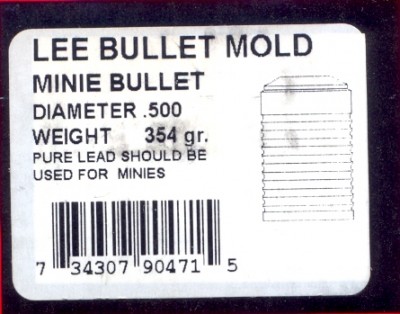 LEE BULLET MOLD
MINIE BULLET
DIAMETER .500
WEIGHT 354 gr.
PURE LEAD SHOULD BE
USED FOR MINIES
7 34307 90471 5